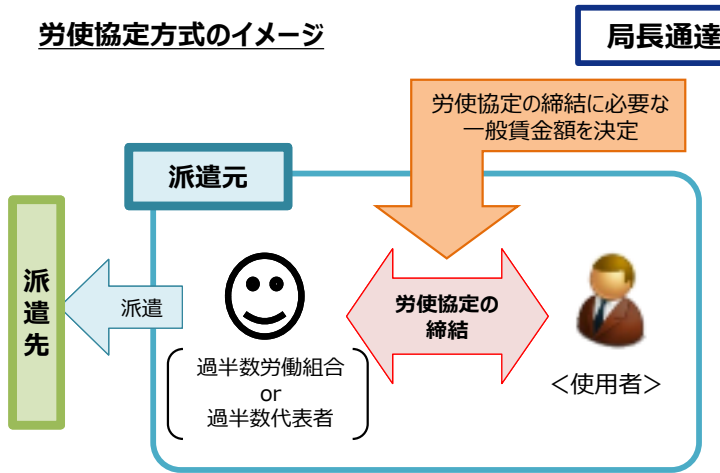 労使協定方式のイメージ
局長通達
労使協定の締結に必要な
一般賃金額を決定
派遣元
派遣先
派遣
労使協定の
締結
過半数労働組合
or
過半数代表者
＜使用者＞